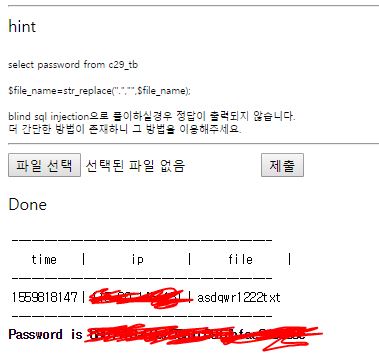 hint
select password from c29_tb
$file_name=str_replace(".","",$file_name);
blind sql injection으로 풀이하실경우 정답이 출력되지 않습니다.
더 간단한 방법이 존재하니 그 방법을 이용해주세요.
파일 선택 선택된 파일 없음 제출
Done
time | ip | file |
1559818147| | asdqwr1222txt
Password is